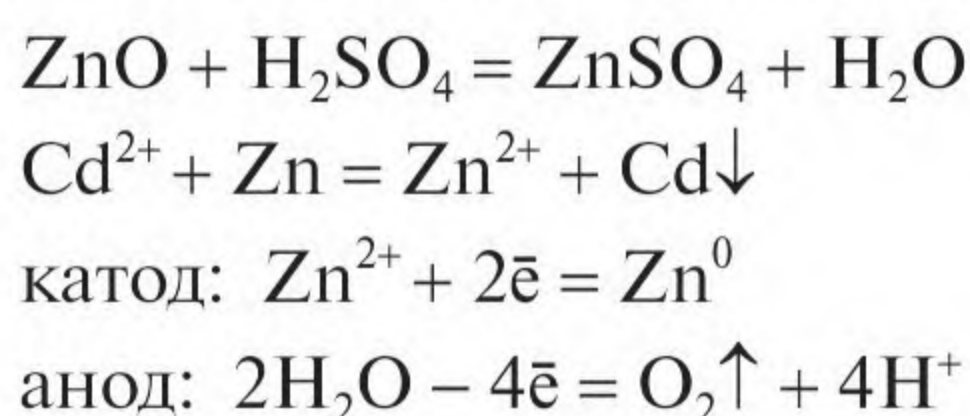 ZnO + H₂SO₄ = ZnSO₄ + H₂O
Cd²⁺ + Zn = Zn²⁺ + Cd↓
катод: Zn²⁺ + 2ē = Zn⁰
анод: 2H₂O – 4ē = O₂↑ + 4H⁺